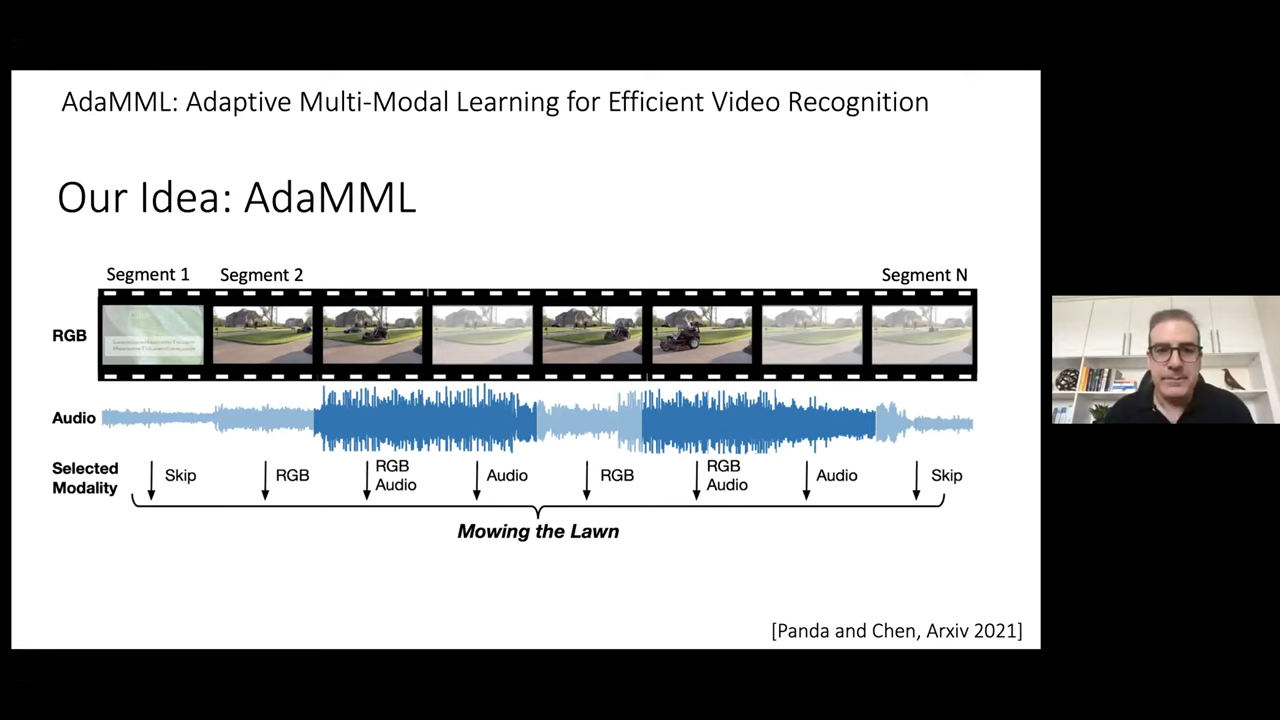 AdaMML: Adaptive Multi-Modal Learning for Efficient Video Recognition
Our Idea: AdaMML
Segment 1
Segment 2
Segment N
RGB
Audio
Selected
Modality
Skip
RGB
RGB
Audio
Audio
RGB
RGB
Audio
Audio
Skip
Mowing the Lawn
[Panda and Chen, Arxiv 2021]